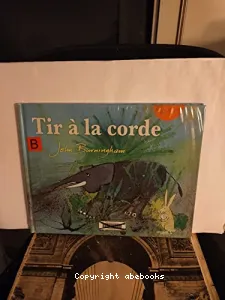 Tir à la corde
B
John Burningham
Copyright: abebooks